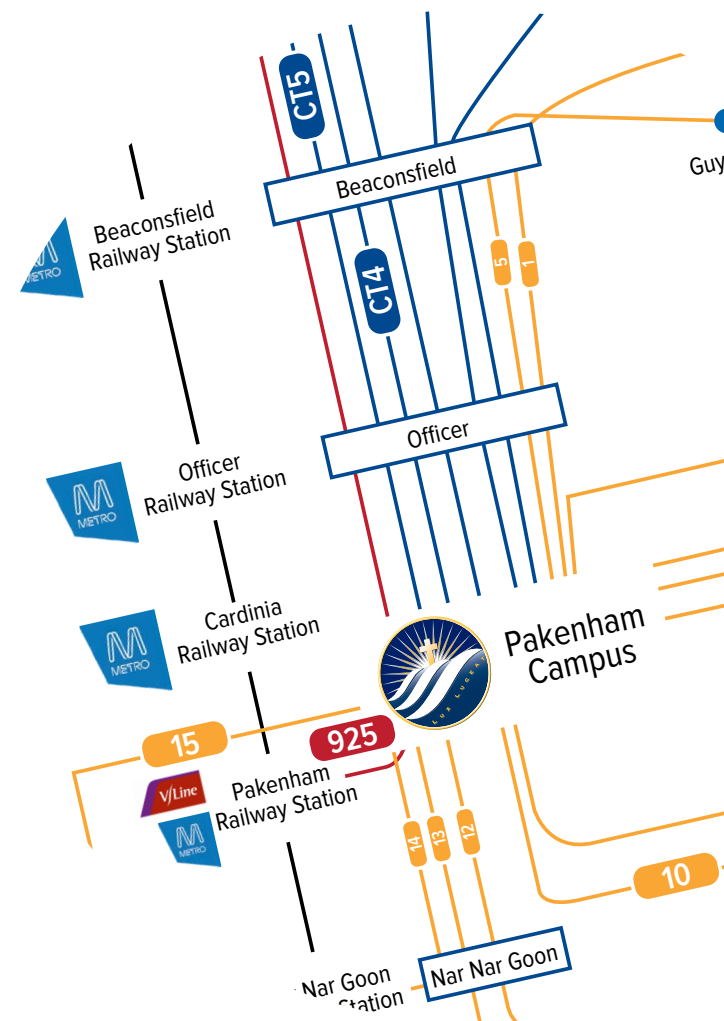 CT5
Beaconsfield
Guy
Beaconsfield
Railway Station
METRO
CT4
5
1
Officer
Officer
Railway Station
METRO
Cardinia
Railway Station
METRO
Pakenham
Campus
LUX LUCEA
15
925
V/Line
Pakenham
Railway Station
METRO
14
13
12
10
Nar Nar Goon
Nar Goon
Station